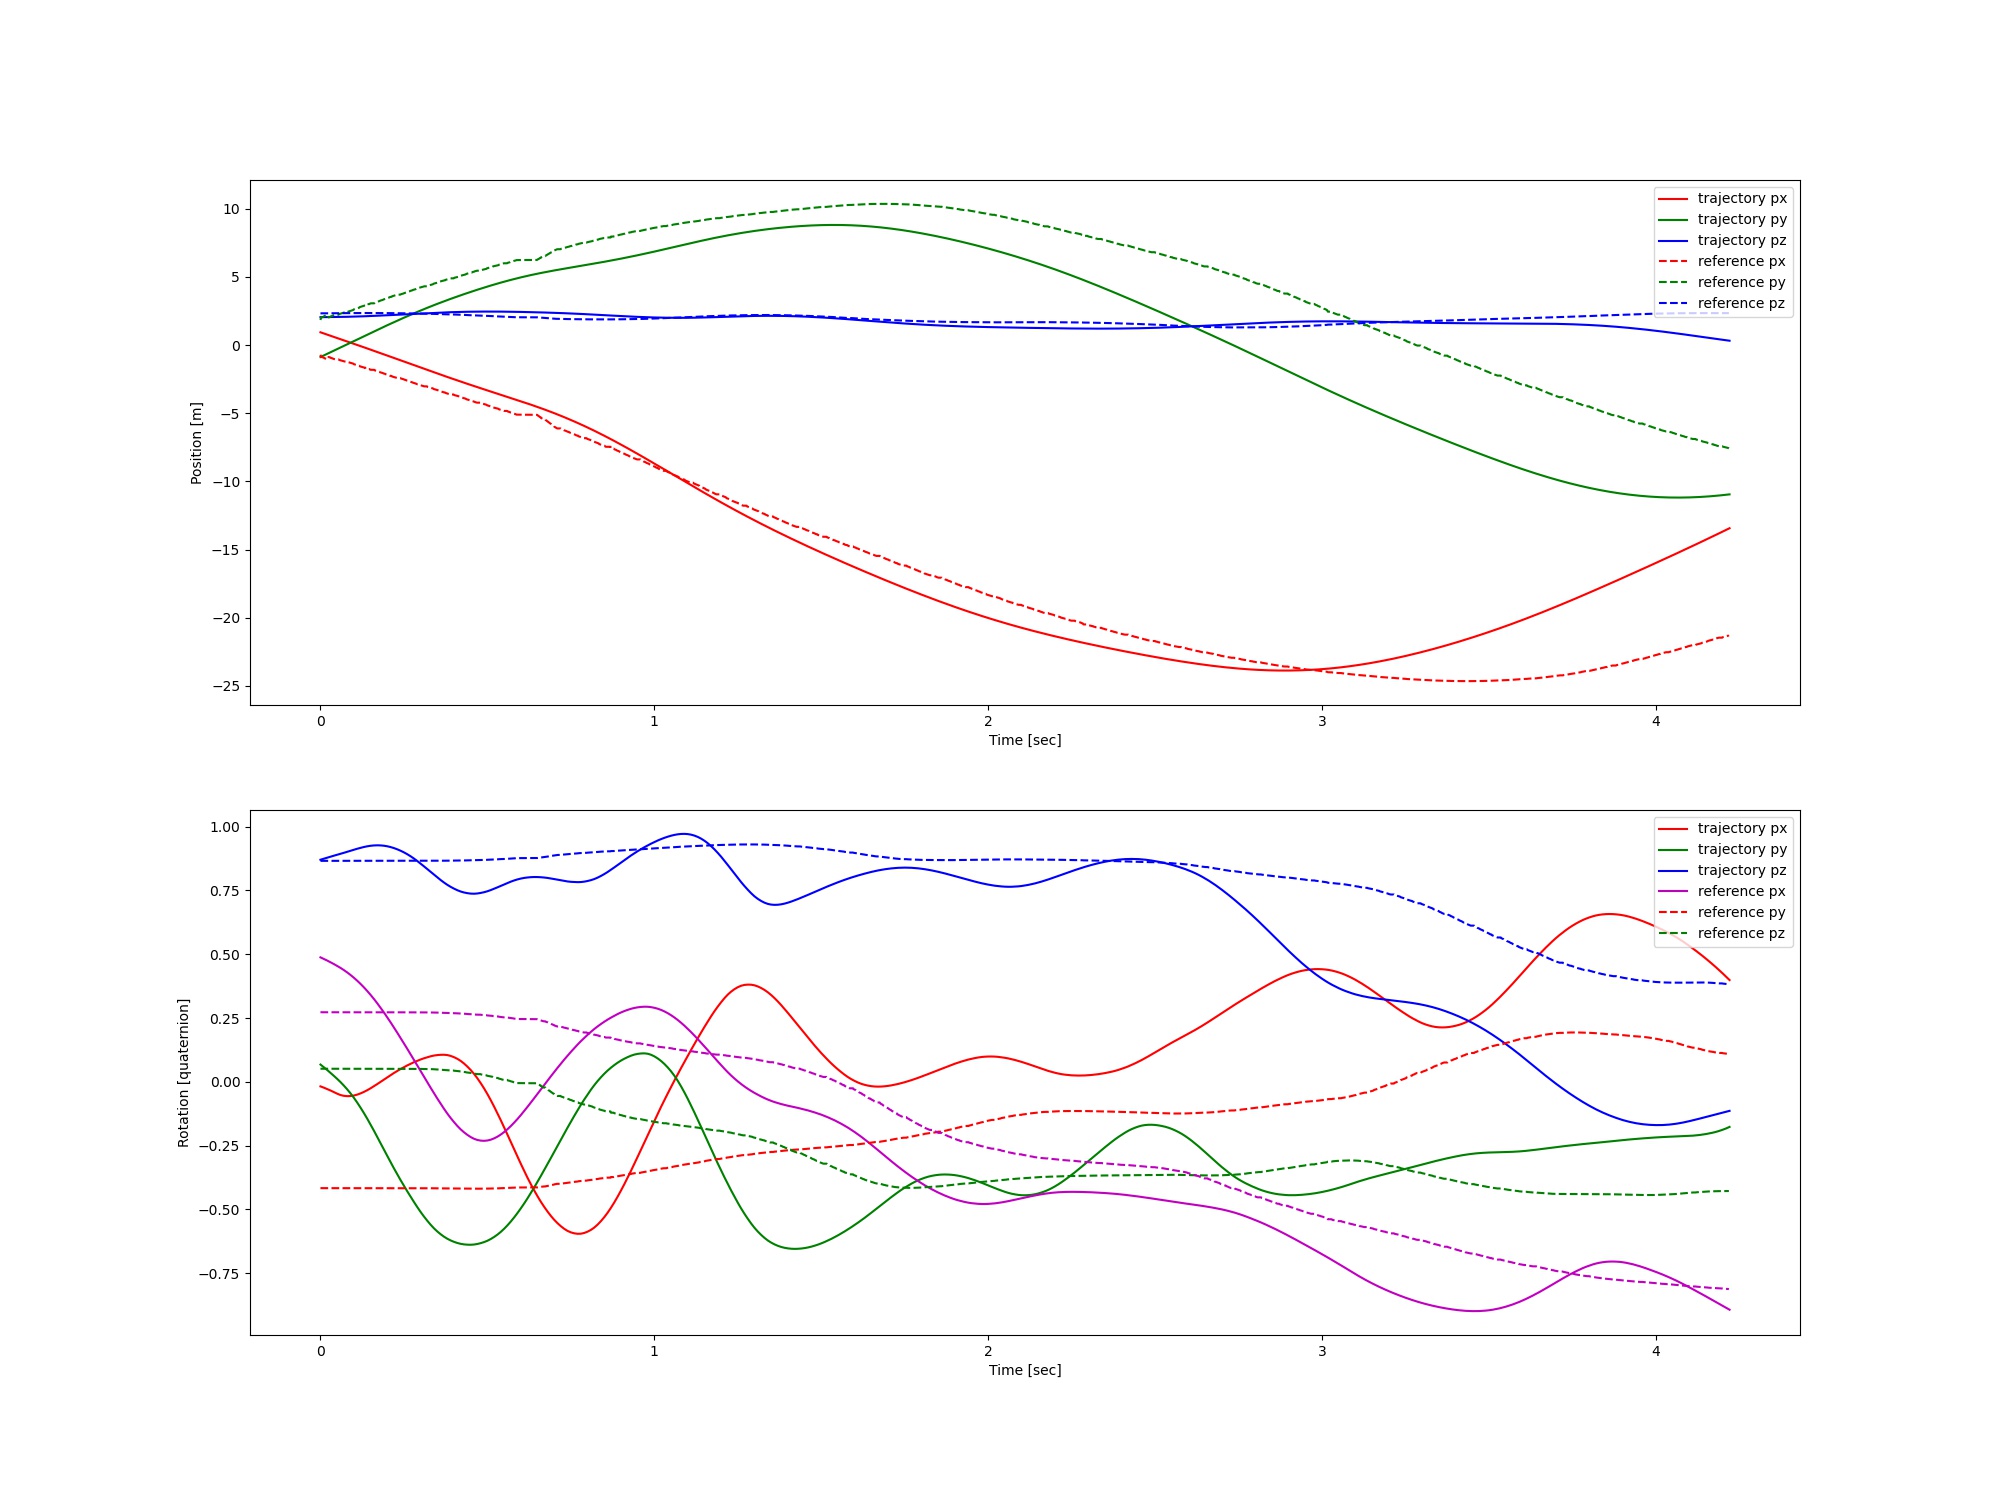 10
5
0
−5
−10
−15
−20
−25
Position [m]
0 1 2 3 4
Time [sec]
trajectory px
trajectory py
trajectory pz
reference px
reference py
reference pz
1.00
0.75
0.50
0.25
0.00
−0.25
−0.50
−0.75
Rotation [quaternion]
0 1 2 3 4
Time [sec]
trajectory px
trajectory py
trajectory pz
reference px
reference py
reference pz